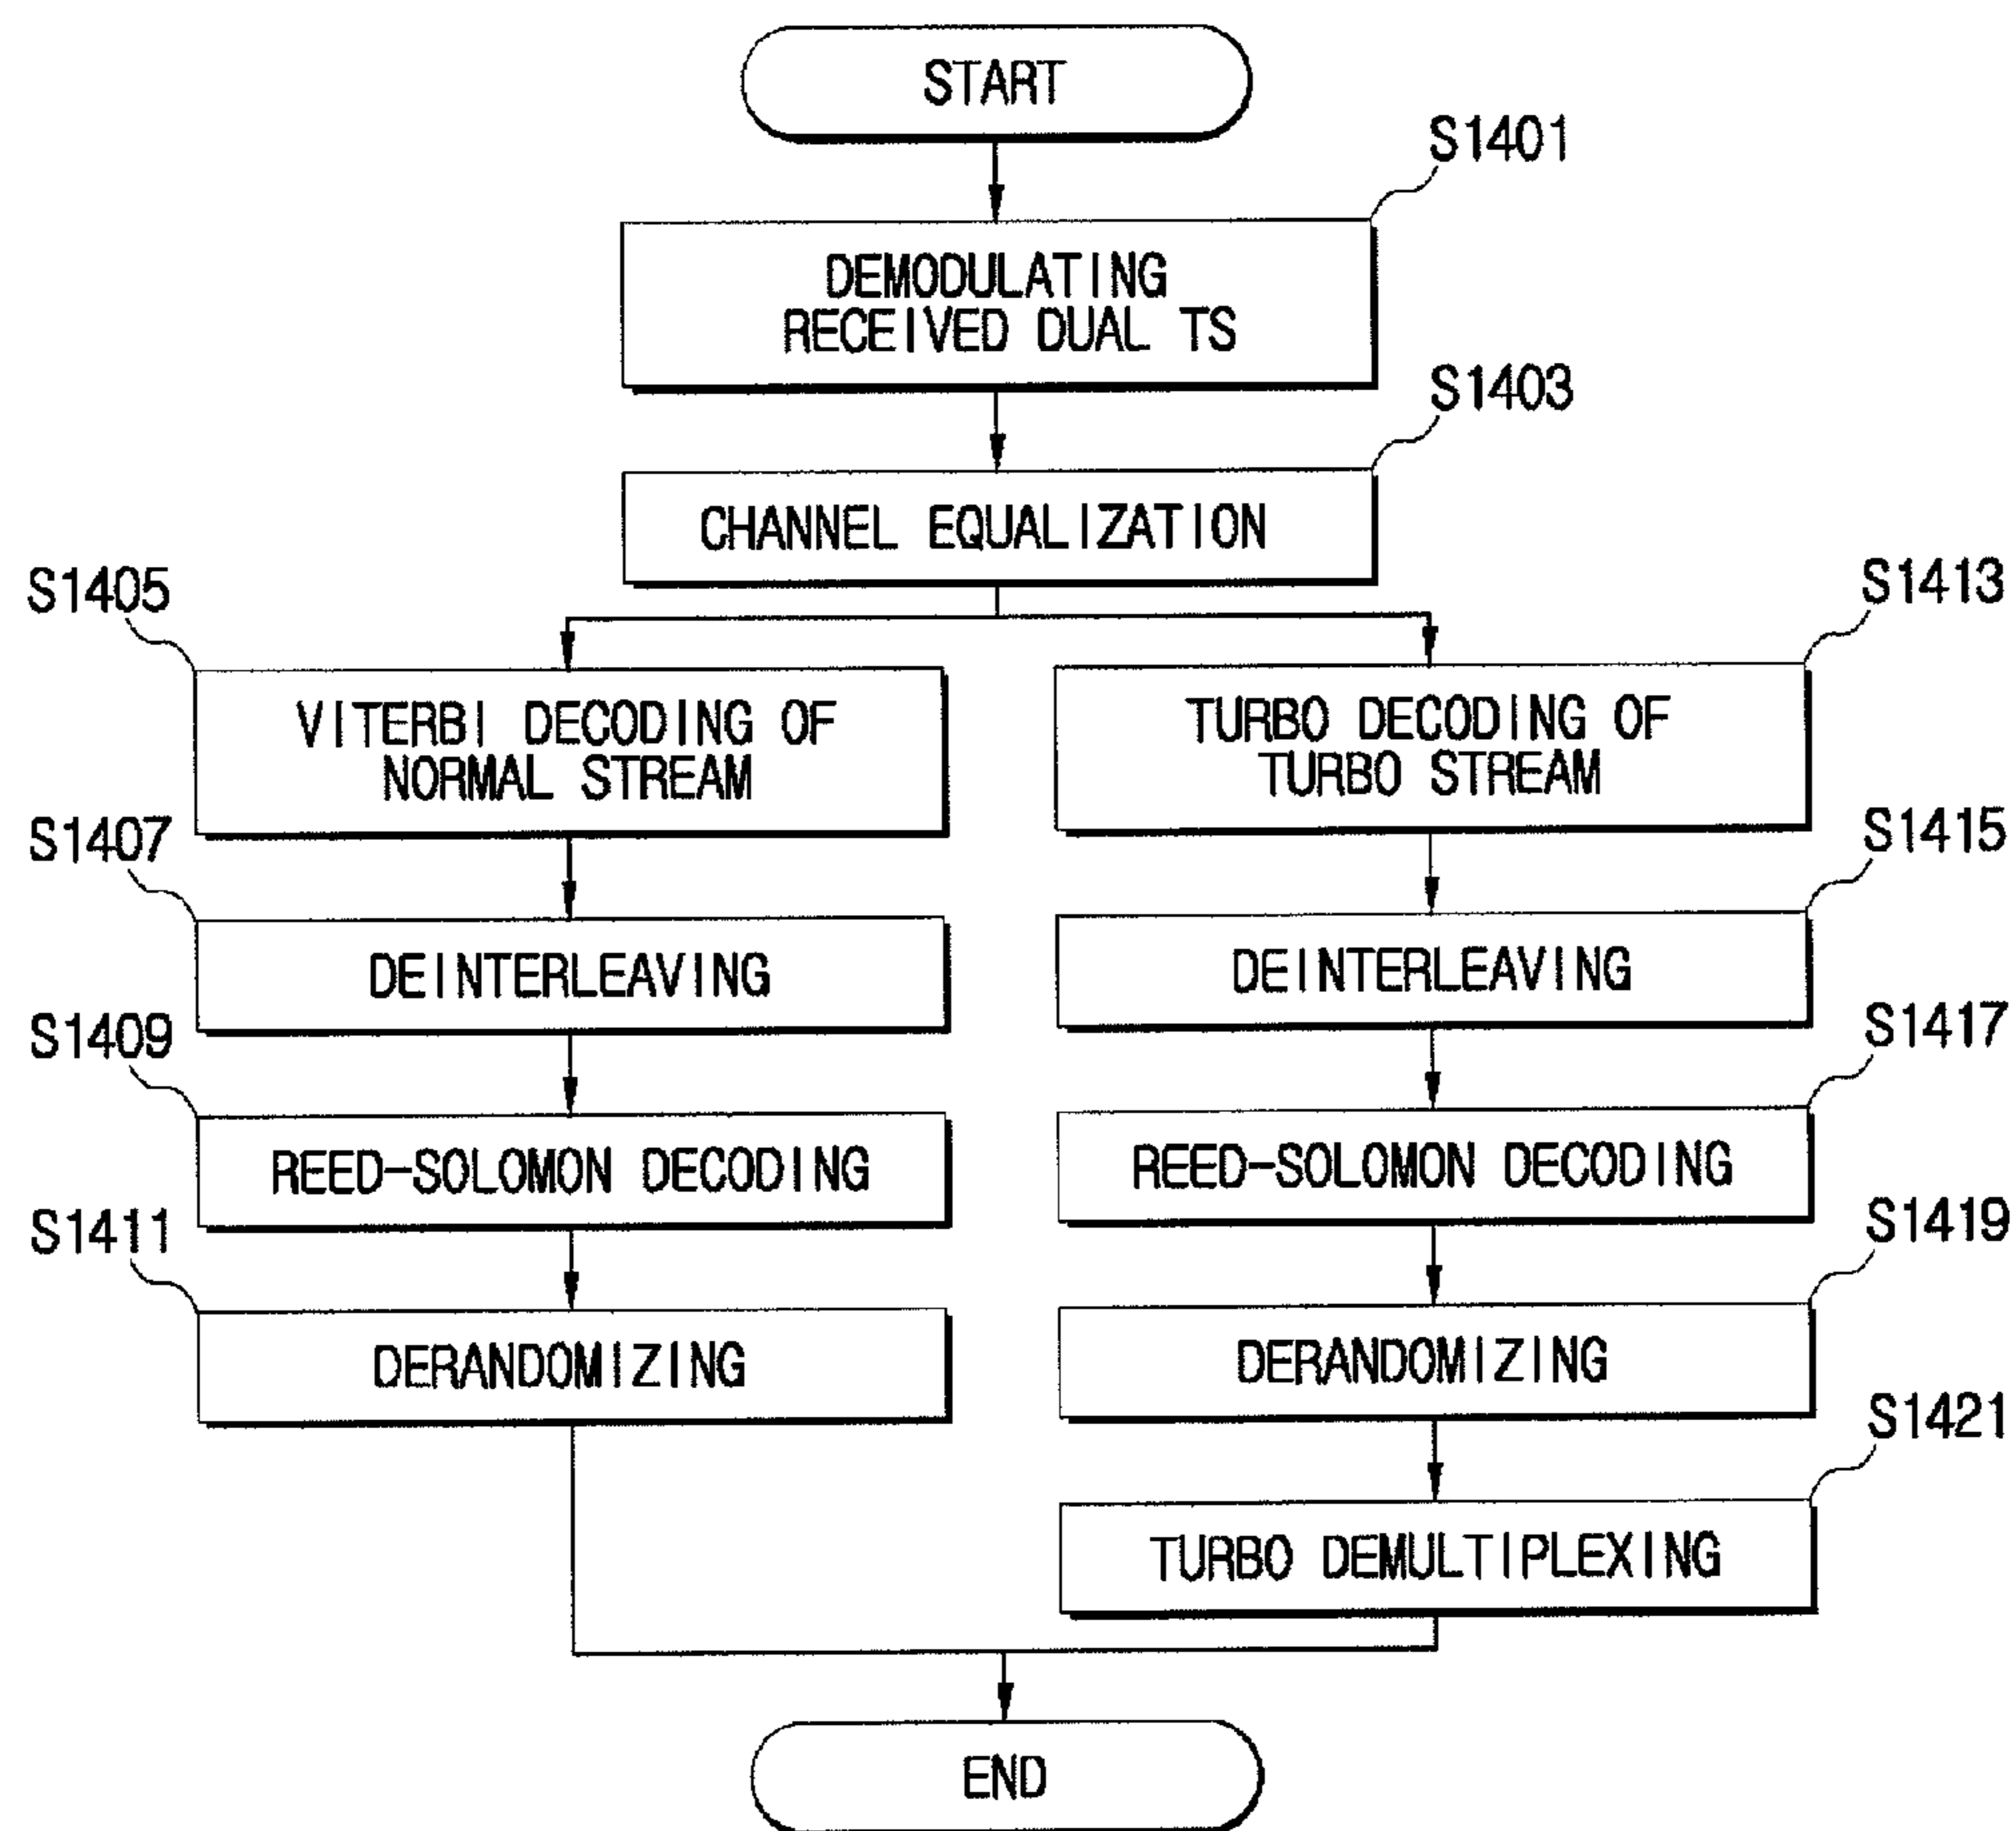 START
S1401
DEMODULATING
RECEIVED DUAL TS
S1403
CHANNEL EQUALIZATION
S1405
VITERBI DECODING OF
NORMAL STREAM
S1407
DEINTERLEAVING
S1409
REED-SOLOMON DECODING
S1411
DERANDOMIZING
S1413
TURBO DECODING OF
TURBO STREAM
S1415
DEINTERLEAVING
S1417
REED-SOLOMON DECODING
S1419
DERANDOMIZING
S1421
TURBO DEMULTIPLEXING
END